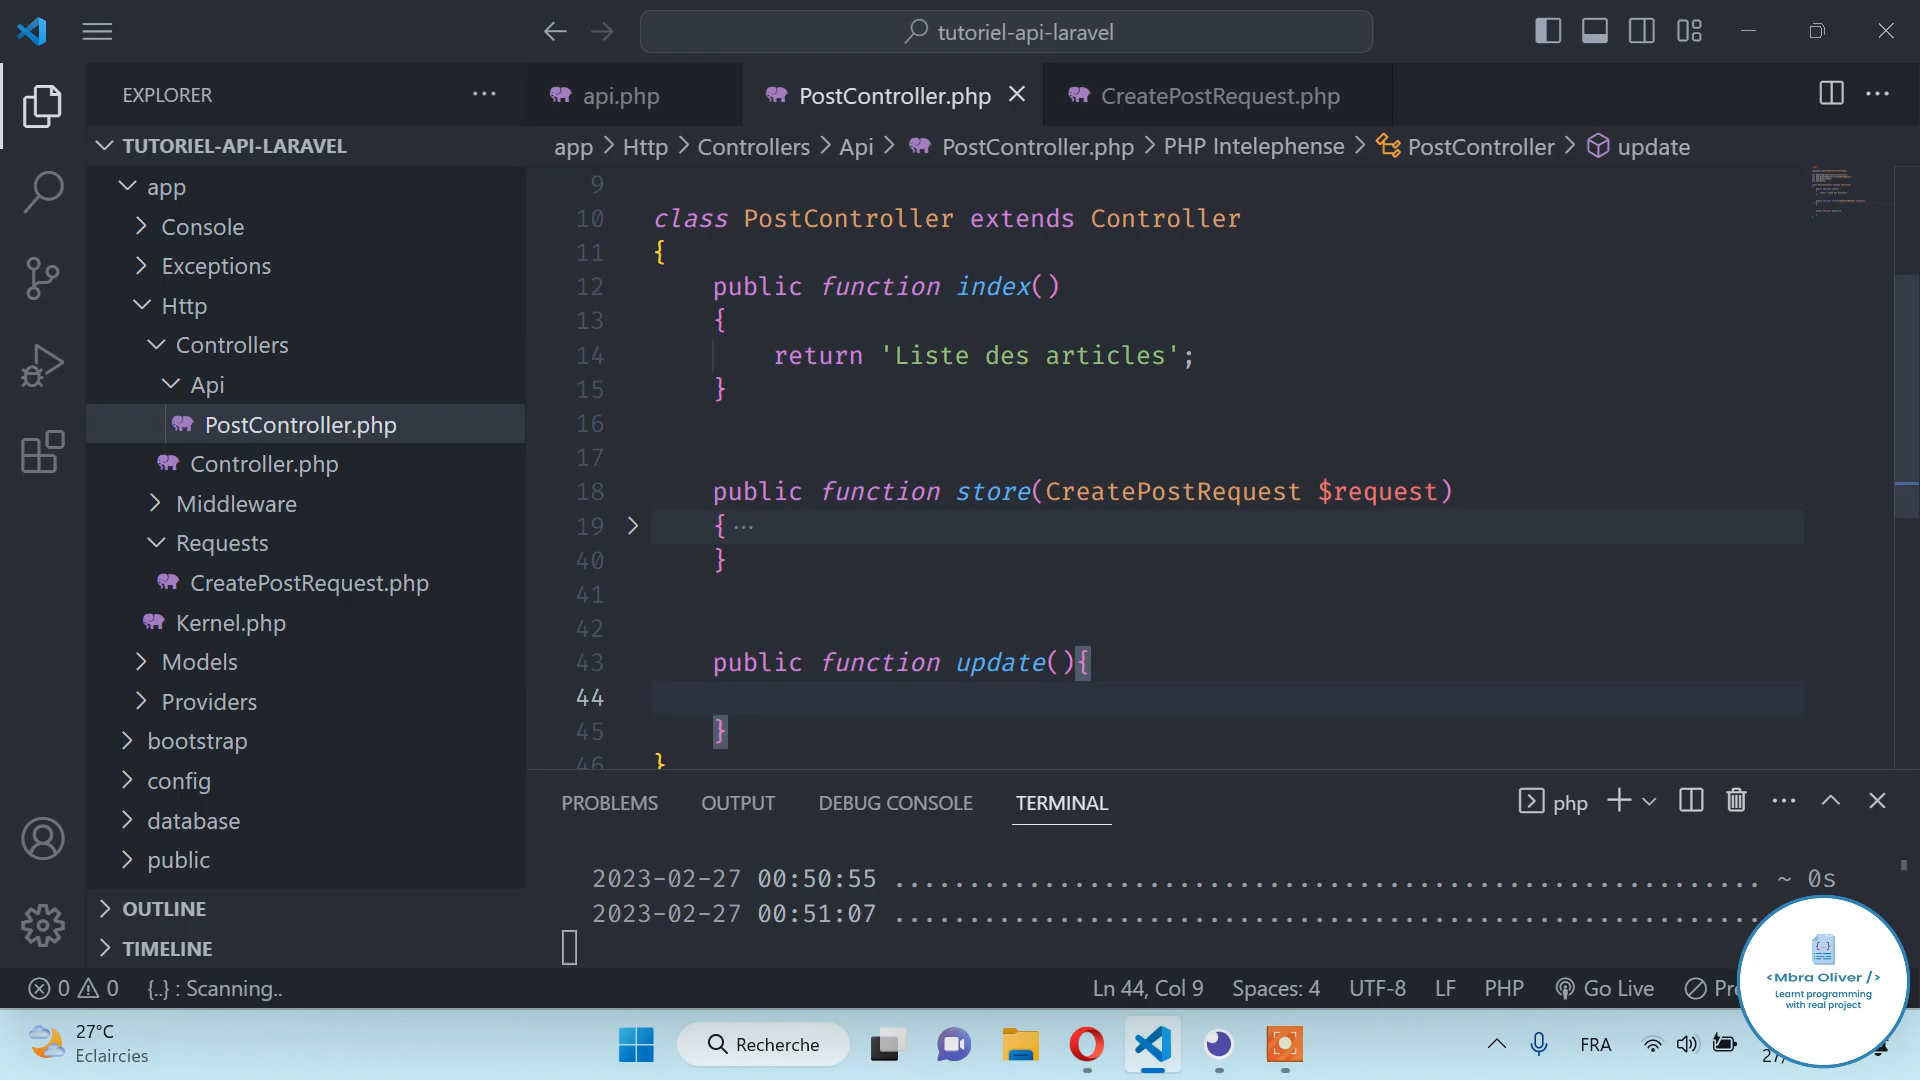 tutoriel-api-laravel
EXPLORER
api.php
PostController.php
CreatePostRequest.php
TUTORIEL-API-LARAVEL
app > Http > Controllers > Api > PostController.php > PHP Intelephense > PostController > update
app
Console
Exceptions
Http
Controllers
Api
PostController.php
Controller.php
Middleware
Requests
CreatePostRequest.php
Kernel.php
Models
Providers
bootstrap
config
database
public
OUTLINE
TIMELINE
9
10 class PostController extends Controller
11 {
12 public function index()
13 {
14 return 'Liste des articles';
15 }
16
17
18 public function store(CreatePostRequest $request)
19 { ...
40 }
41
42
43 public function update(){
44
45 }
46 }
PROBLEMS OUTPUT DEBUG CONSOLE TERMINAL
php
2023-02-27 00:50:55 .......................................................... ~ 0s
2023-02-27 00:51:07 ..........................................................
0 0 {..} : Scanning..
Ln 44, Col 9 Spaces: 4 UTF-8 LF PHP Go Live
<Mbra Oliver />
Learnt programming
with real project
27°C
Eclaircies
Recherche
FRA